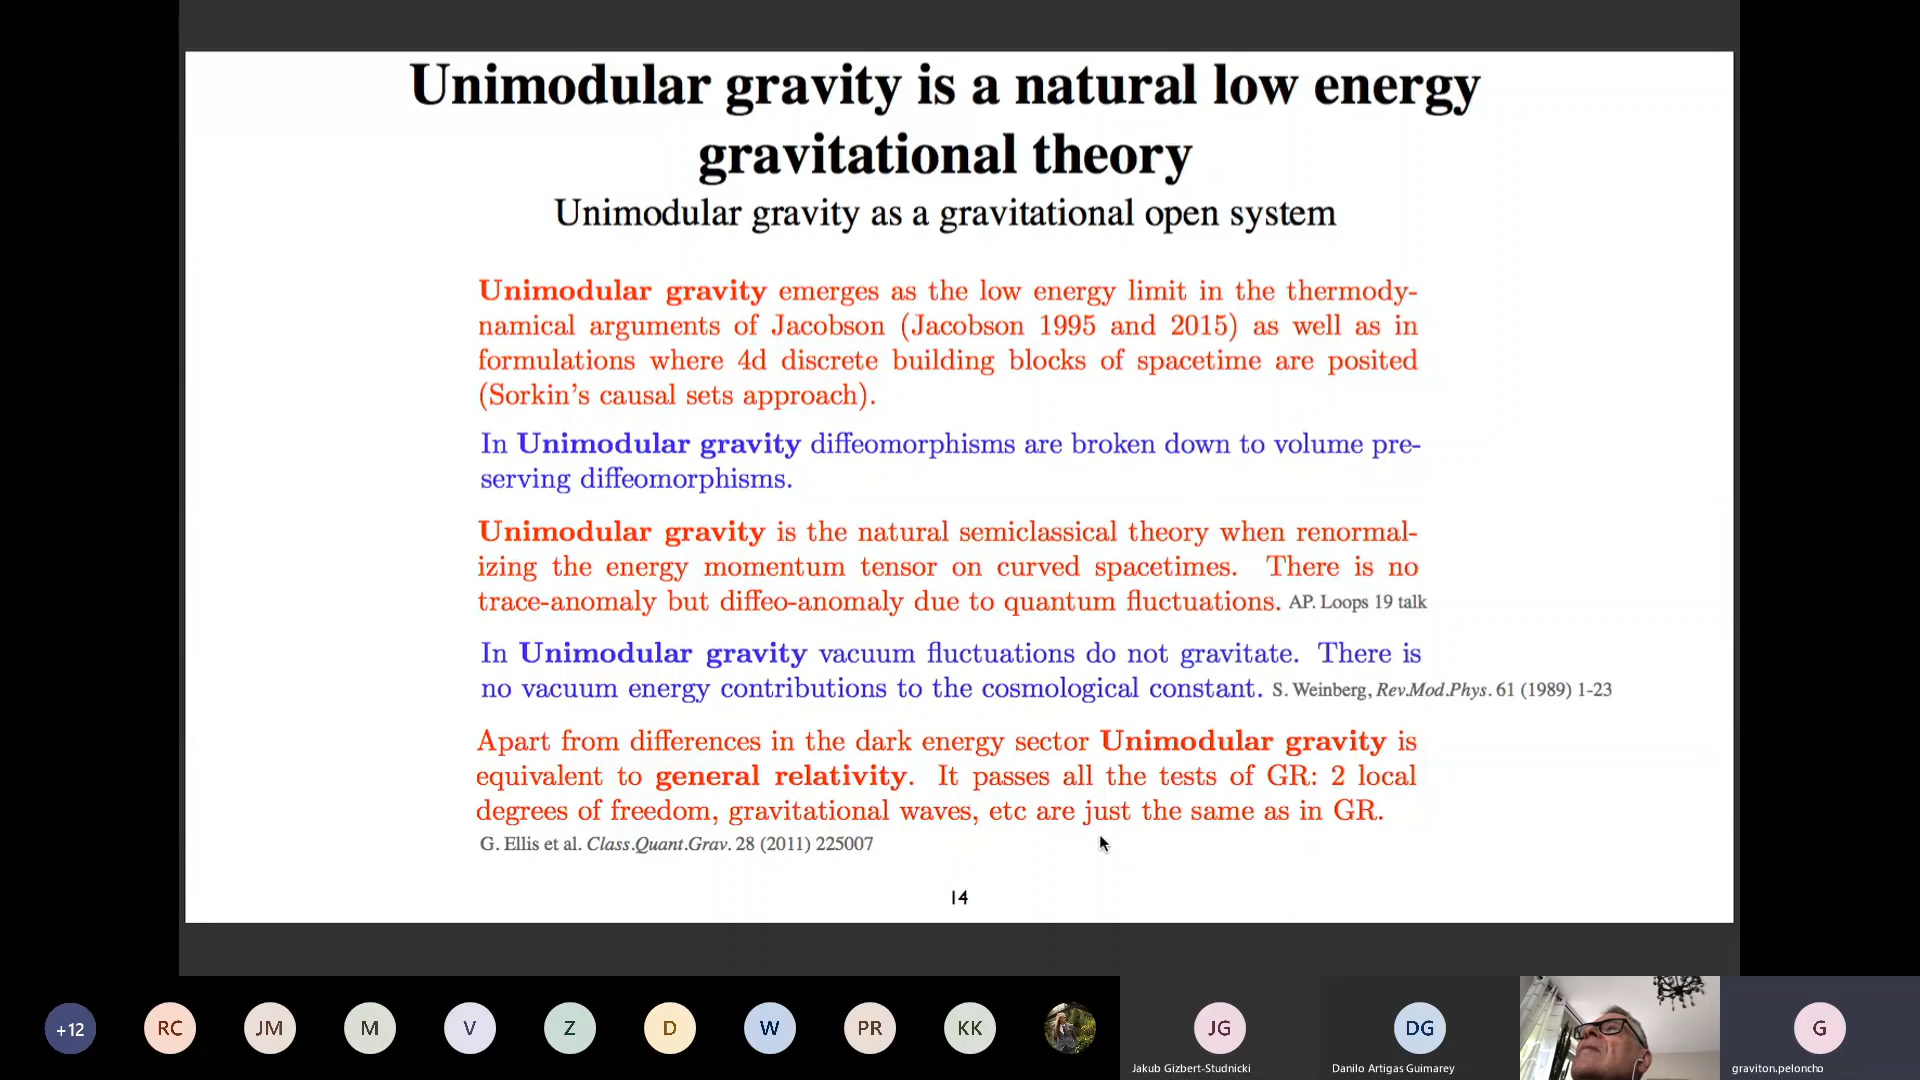 Unimodular gravity is a natural low energy
gravitational theory
Unimodular gravity as a gravitational open system
Unimodular gravity emerges as the low energy limit in the thermody-
namical arguments of Jacobson (Jacobson 1995 and 2015) as well as in
formulations where 4d discrete building blocks of spacetime are posited
(Sorkin's causal sets approach).
In Unimodular gravity diffeomorphisms are broken down to volume pre-
serving diffeomorphisms.
Unimodular gravity is the natural semiclassical theory when renormal-
izing the energy momentum tensor on curved spacetimes. There is no
trace-anomaly but diffeo-anomaly due to quantum fluctuations. AP. Loops 19 talk
In Unimodular gravity vacuum fluctuations do not gravitate. There is
no vacuum energy contributions to the cosmological constant. S. Weinberg, Rev.Mod.Phys. 61 (1989) 1-23
Apart from differences in the dark energy sector Unimodular gravity is
equivalent to general relativity. It passes all the tests of GR: 2 local
degrees of freedom, gravitational waves, etc are just the same as in GR.
G. Ellis et al. Class.Quant.Grav. 28 (2011) 225007
14
+12 RC JM M V Z D W PR KK JG DG G
Jakub Gizbert-Studnicki Danilo Artigas Guimarey graviton.peloncho